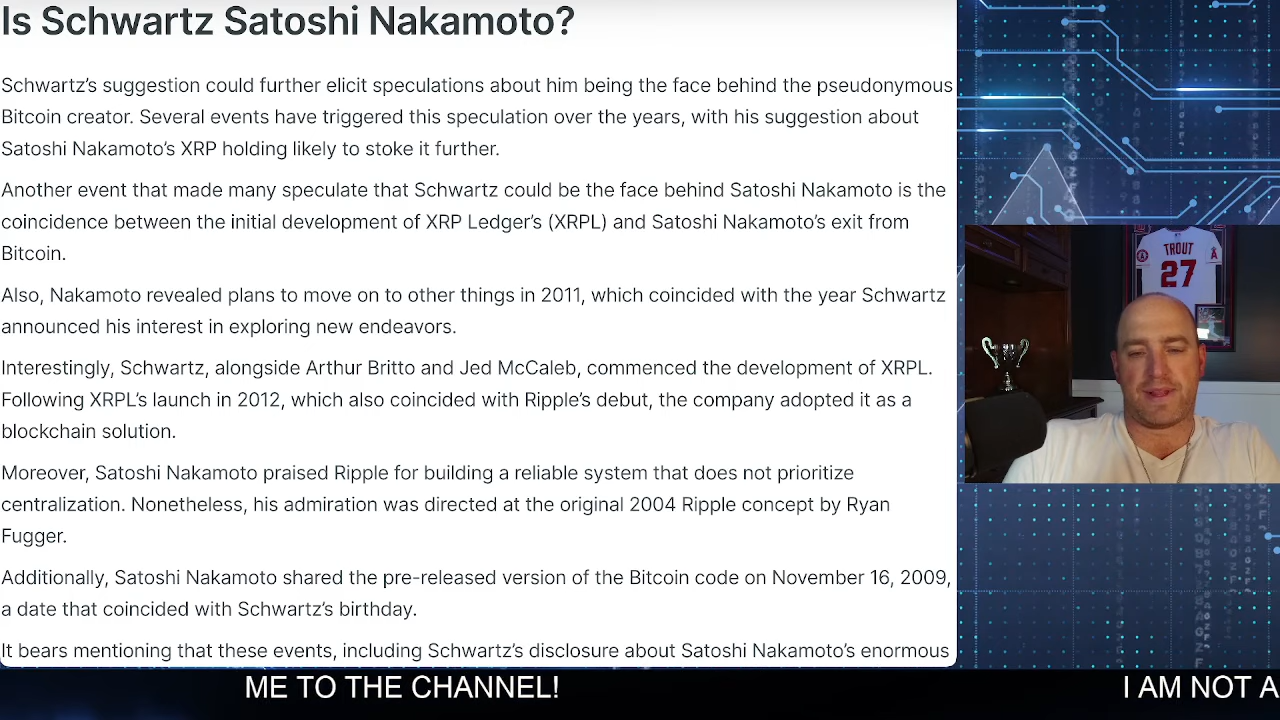 Is Schwartz Satoshi Nakamoto?
Schwartz’s suggestion could further elicit speculations about him being the face behind the pseudonymous
Bitcoin creator. Several events have triggered this speculation over the years, with his suggestion about
Satoshi Nakamoto’s XRP holding likely to stoke it further.
Another event that made many speculate that Schwartz could be the face behind Satoshi Nakamoto is the
coincidence between the initial development of XRP Ledger’s (XRPL) and Satoshi Nakamoto’s exit from
Bitcoin.
Also, Nakamoto revealed plans to move on to other things in 2011, which coincided with the year Schwartz
announced his interest in exploring new endeavors.
Interestingly, Schwartz, alongside Arthur Britto and Jed McCaleb, commenced the development of XRPL.
Following XRPL’s launch in 2012, which also coincided with Ripple’s debut, the company adopted it as a
blockchain solution.
Moreover, Satoshi Nakamoto praised Ripple for building a reliable system that does not prioritize
centralization. Nonetheless, his admiration was directed at the original 2004 Ripple concept by Ryan
Fugger.
Additionally, Satoshi Nakamoto shared the pre-released version of the Bitcoin code on November 16, 2009,
a date that coincided with Schwartz’s birthday.
It bears mentioning that these events, including Schwartz’s disclosure about Satoshi Nakamoto’s enormous
TROUT
27
ME TO THE CHANNEL!
I AM NOT A